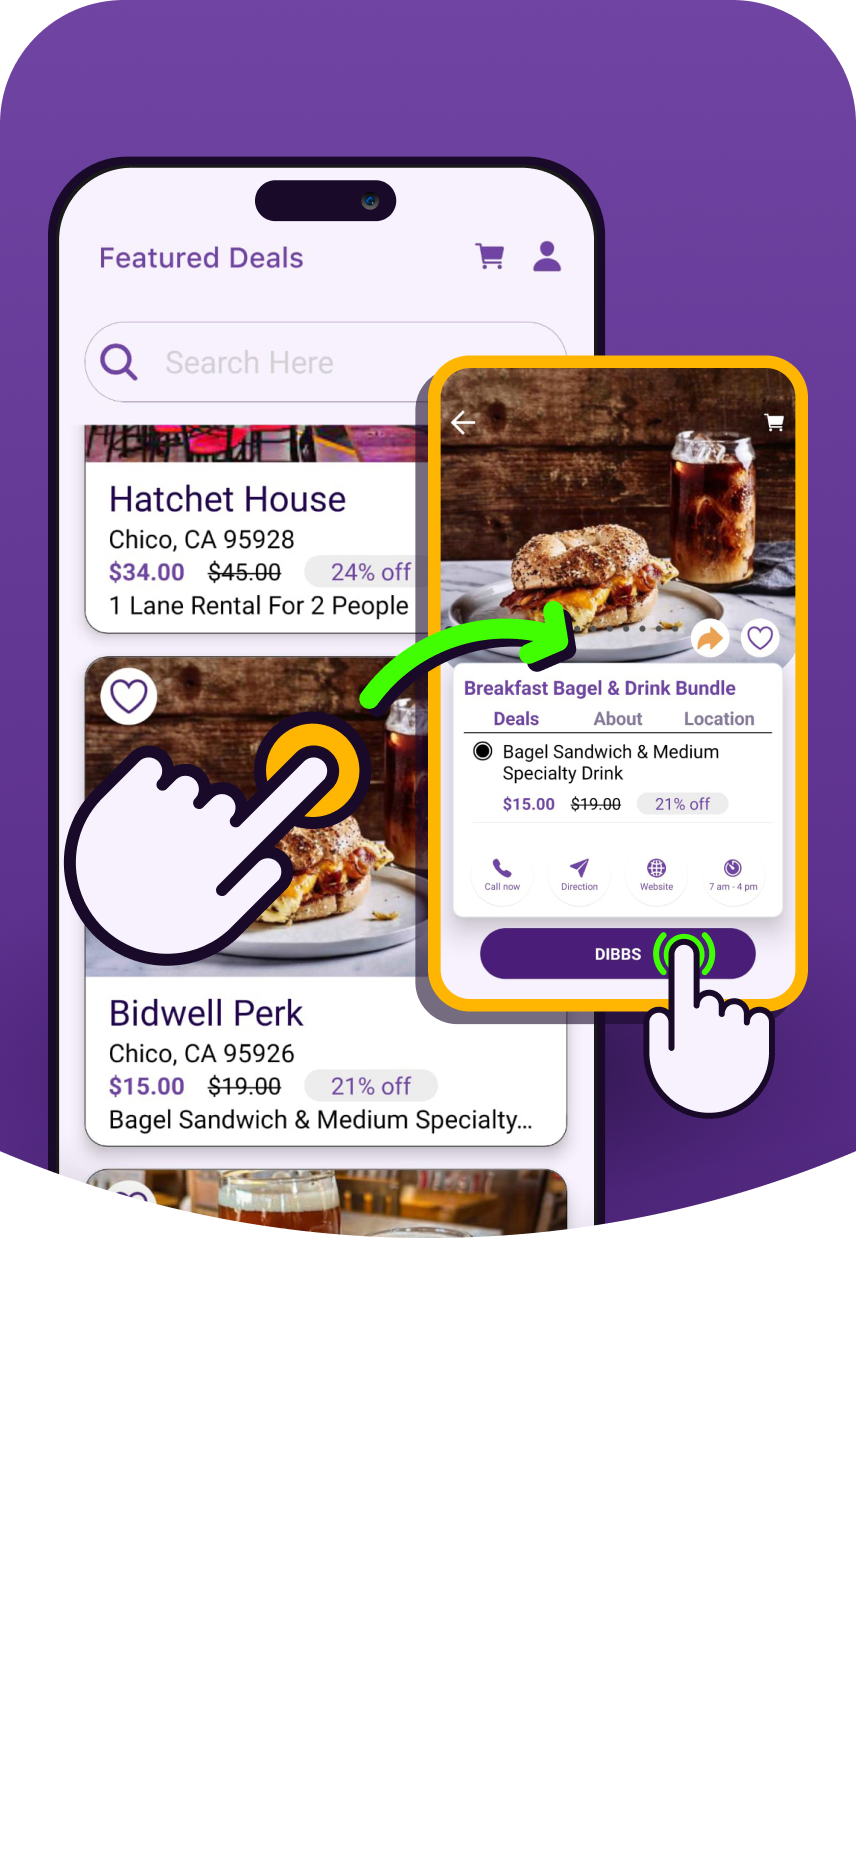 Featured Deals
Search Here
Hatchet House
Chico, CA 95928
$34.00 $45.00 24% off
1 Lane Rental For 2 People
Bidwell Perk
Chico, CA 95926
$15.00 $19.00 21% off
Bagel Sandwich & Medium Specialty...
Breakfast Bagel & Drink Bundle
Deals About Location
Bagel Sandwich & Medium
Specialty Drink
$15.00 $19.00 21% off
Call now Direction Website 7 am - 4 pm
DIBBS